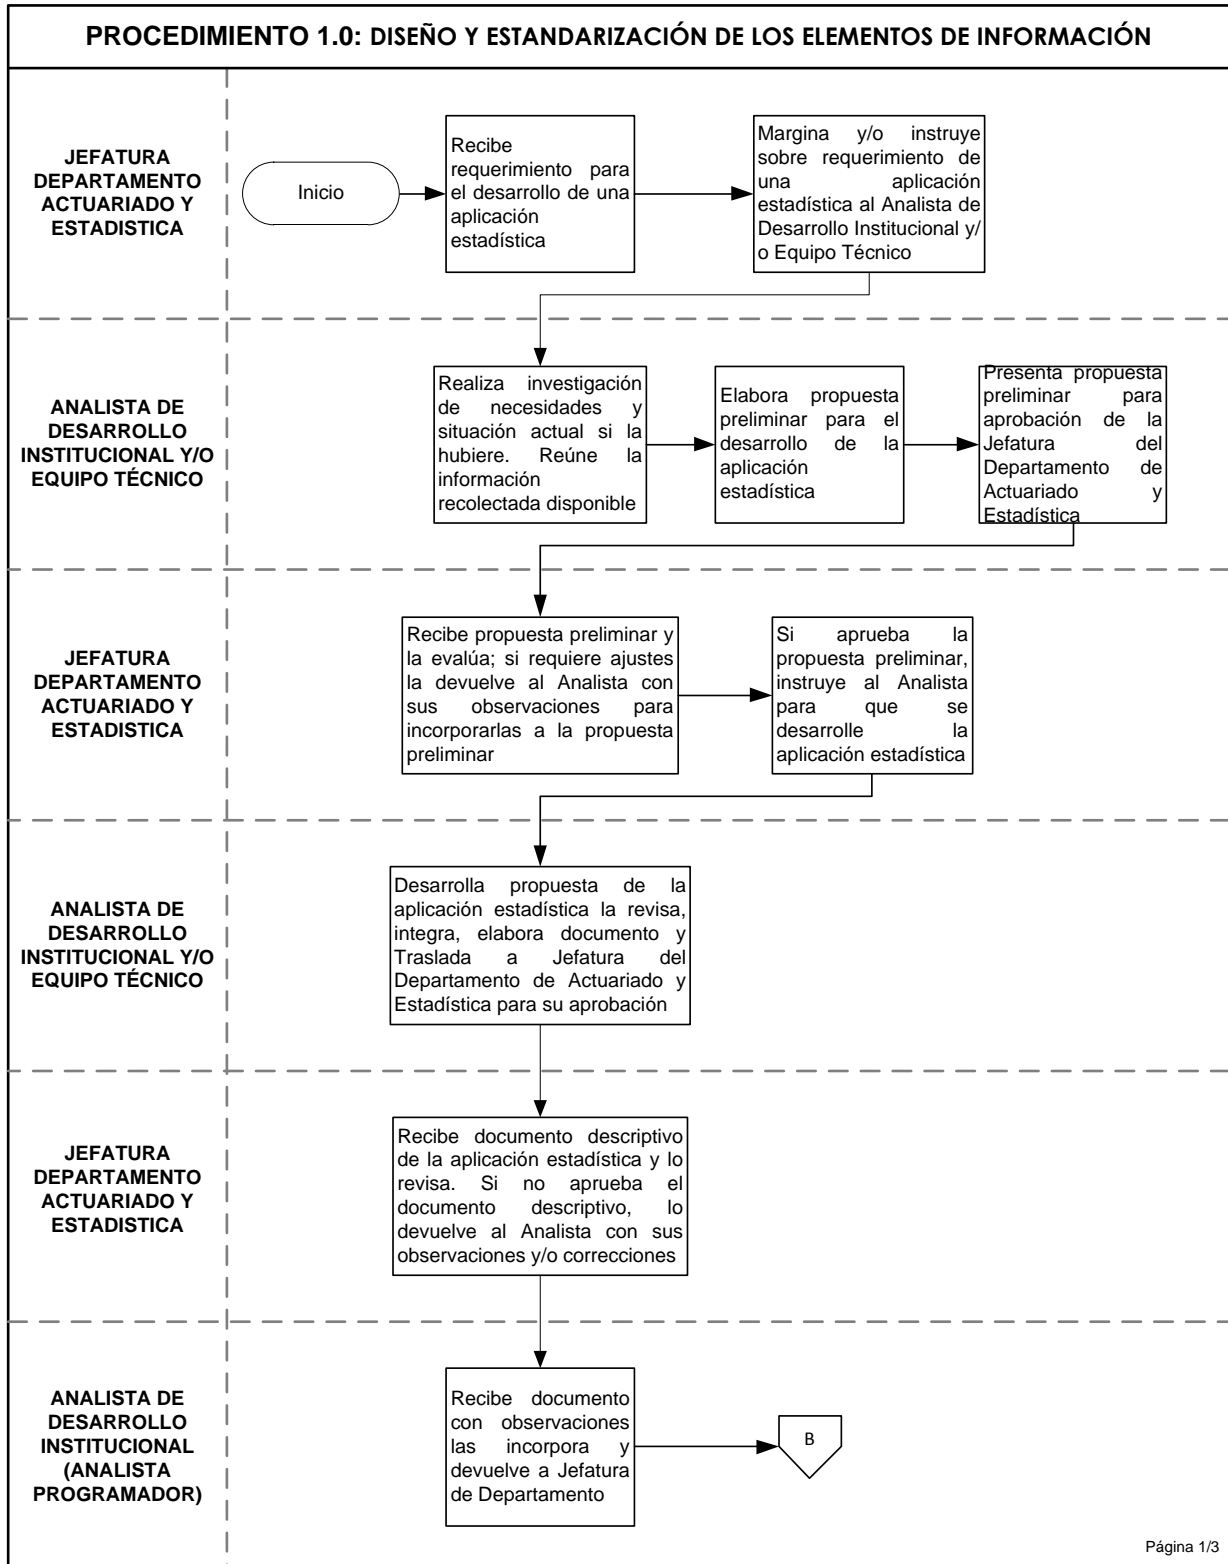 PROCEDIMIENTO 1.0: DISEÑO Y ESTANDARIZACIÓN DE LOS ELEMENTOS DE INFORMACIÓN
JEFATURA
DEPARTAMENTO
ACTUARIADO Y
ESTADISTICA
Inicio
Recibe
requerimiento para
el desarrollo de una
aplicación
estadística
Margina y/o instruye
sobre requerimiento de
una aplicación
estadística al Analista de
Desarrollo Institucional y/
o Equipo Técnico
ANALISTA DE
DESARROLLO
INSTITUCIONAL Y/O
EQUIPO TÉCNICO
Realiza investigación
de necesidades y
situación actual si la
hubiere. Reúne la
información
recolectada disponible
Elabora propuesta
preliminar para el
desarrollo de la
aplicación
estadística
Presenta propuesta
preliminar para
aprobación de la
Jefatura del
Departamento de
Actuariado y
Estadística
JEFATURA
DEPARTAMENTO
ACTUARIADO Y
ESTADISTICA
Recibe propuesta preliminar y
la evalúa; si requiere ajustes
la devuelve al Analista con
sus observaciones para
incorporarlas a la propuesta
preliminar
Si aprueba la
propuesta preliminar,
instruye al Analista
para que se
desarrolle la
aplicación estadística
ANALISTA DE
DESARROLLO
INSTITUCIONAL Y/O
EQUIPO TÉCNICO
Desarrolla propuesta de la
aplicación estadística la revisa,
integra, elabora documento y
Traslada a Jefatura del
Departamento de Actuariado y
Estadística para su aprobación
JEFATURA
DEPARTAMENTO
ACTUARIADO Y
ESTADISTICA
Recibe documento descriptivo
de la aplicación estadística y lo
revisa. Si no aprueba el
documento descriptivo, lo
devuelve al Analista con sus
observaciones y/o correcciones
ANALISTA DE
DESARROLLO
INSTITUCIONAL
(ANALISTA
PROGRAMADOR)
Recibe documento
con observaciones
las incorpora y
devuelve a Jefatura
de Departamento
B
Página 1/3